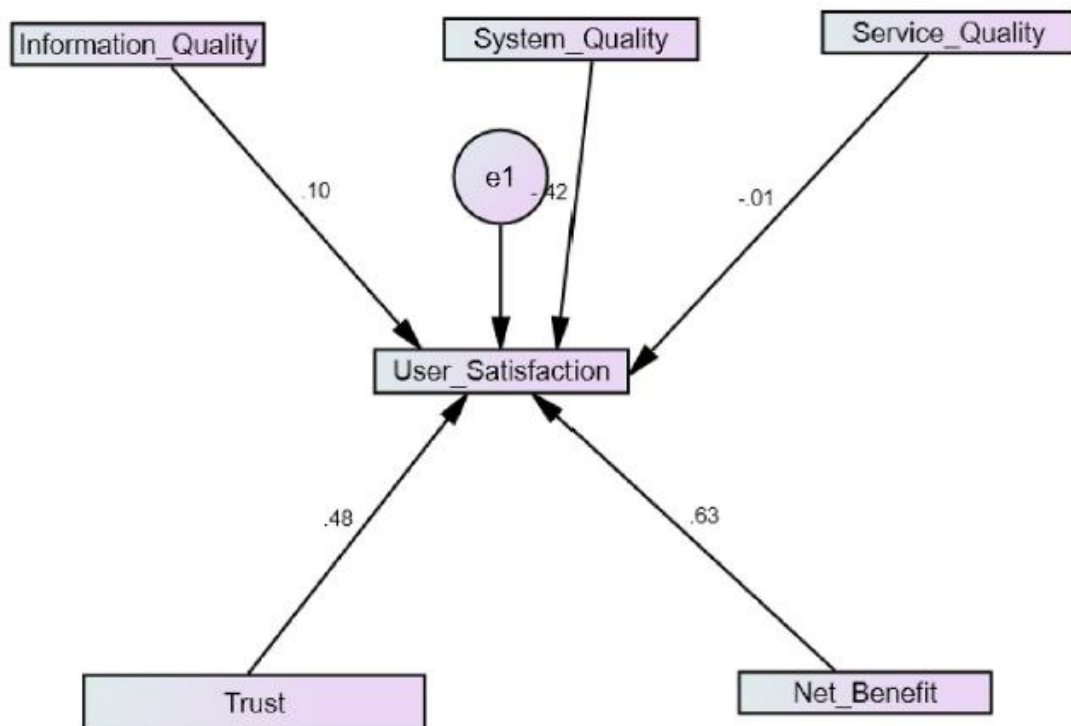 Information_Quality
System_Quality
Service_Quality
e1
.10
-.42
-.01
User_Satisfaction
.48
.63
Trust
Net_Benefit